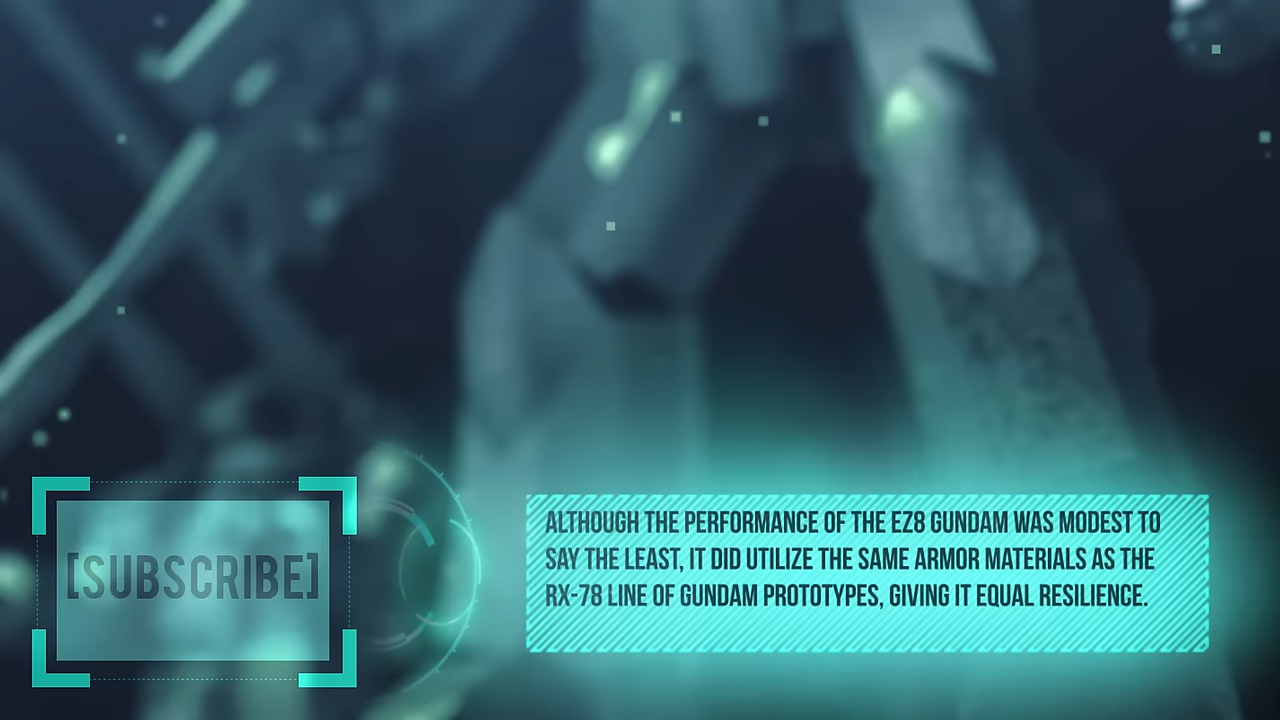 ALTHOUGH THE PERFORMANCE OF THE EZ8 GUNDAM WAS MODEST TO
SAY THE LEAST, IT DID UTILIZE THE SAME ARMOR MATERIALS AS THE
RX-78 LINE OF GUNDAM PROTOTYPES, GIVING IT EQUAL RESILIENCE.
[SUBSCRIBE]